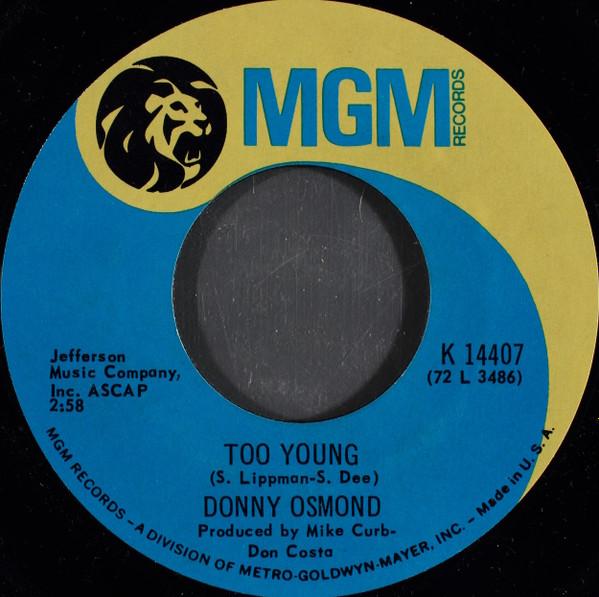 MGM
RECORDS
Jefferson
Music Company,
Inc. ASCAP
2:58
K 14407
(72 L 3486)
TOO YOUNG
(S. Lippman-S. Dee)
DONNY OSMOND
Produced by Mike Curb-
Don Costa
MGM RECORDS – A DIVISION OF METRO-GOLDWYN-MAYER, INC. – Made in U. S. A.